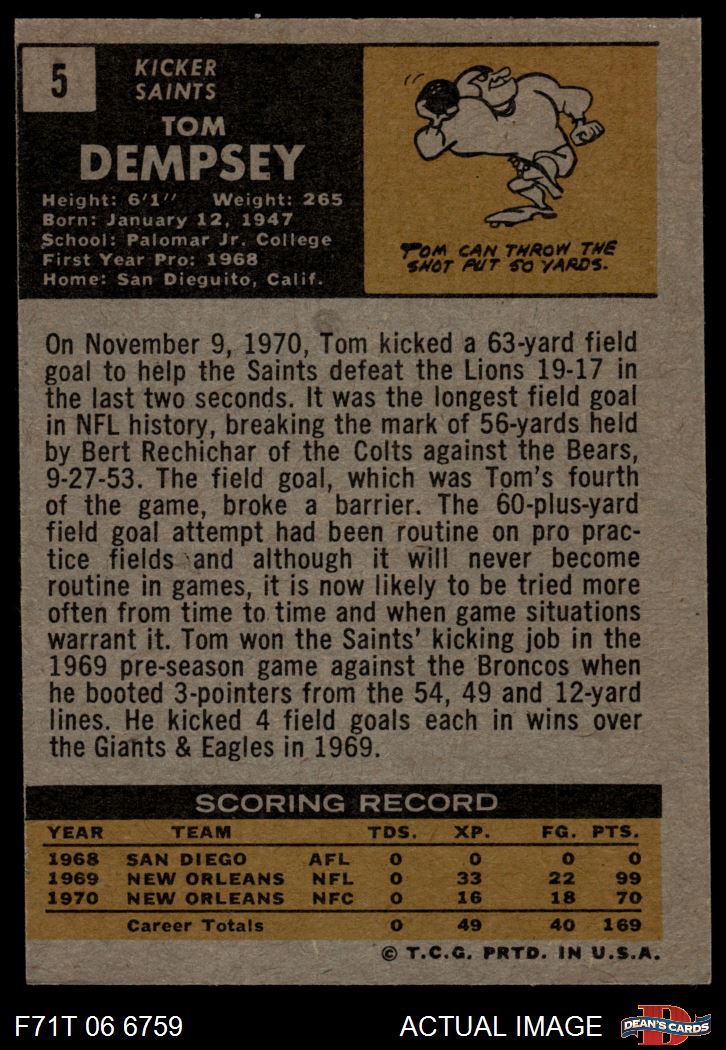 5
KICKER
SAINTS
TOM
DEMPSEY
Height: 6'1" Weight: 265
Born: January 12, 1947
School: Palomar Jr. College
First Year Pro: 1968
Home: San Dieguito, Calif.
TOM CAN THROW THE
SHOT PUT 50 YARDS.
On November 9, 1970, Tom kicked a 63-yard field
goal to help the Saints defeat the Lions 19-17 in
the last two seconds. It was the longest field goal
in NFL history, breaking the mark of 56-yards held
by Bert Rechichar of the Colts against the Bears,
9-27-53. The field goal, which was Tom's fourth
of the game, broke a barrier. The 60-plus-yard
field goal attempt had been routine on pro prac-
tice fields and although it will never become
routine in games, it is now likely to be tried more
often from time to time and when game situations
warrant it. Tom won the Saints' kicking job in the
1969 pre-season game against the Broncos when
he booted 3-pointers from the 54, 49 and 12-yard
lines. He kicked 4 field goals each in wins over
the Giants & Eagles in 1969.
SCORING RECORD
YEAR TEAM TDS. XP. FG. PTS.
1968 SAN DIEGO AFL 0 0 0 0
1969 NEW ORLEANS NFL 0 33 22 99
1970 NEW ORLEANS NFC 0 16 18 70
Career Totals 0 49 40 169
© T.C.G. PRTD. IN U.S.A.
F71T 06 6759 ACTUAL IMAGE D DEAN'S CARDS